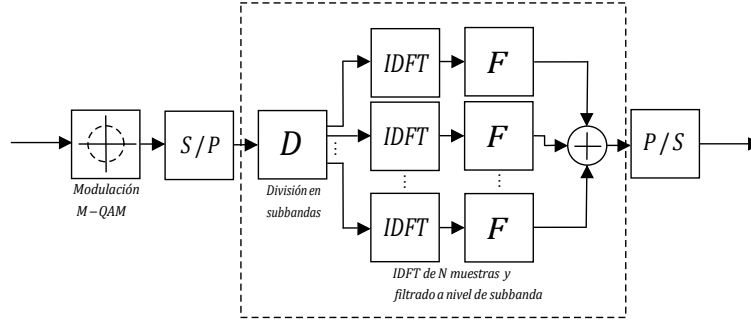 IDFT
F
S/P
D
IDFT
F
P/S
Modulación
M-QAM
División en
subbandas
IDFT
F
IDFT de N muestras y
filtrado a nivel de subbanda